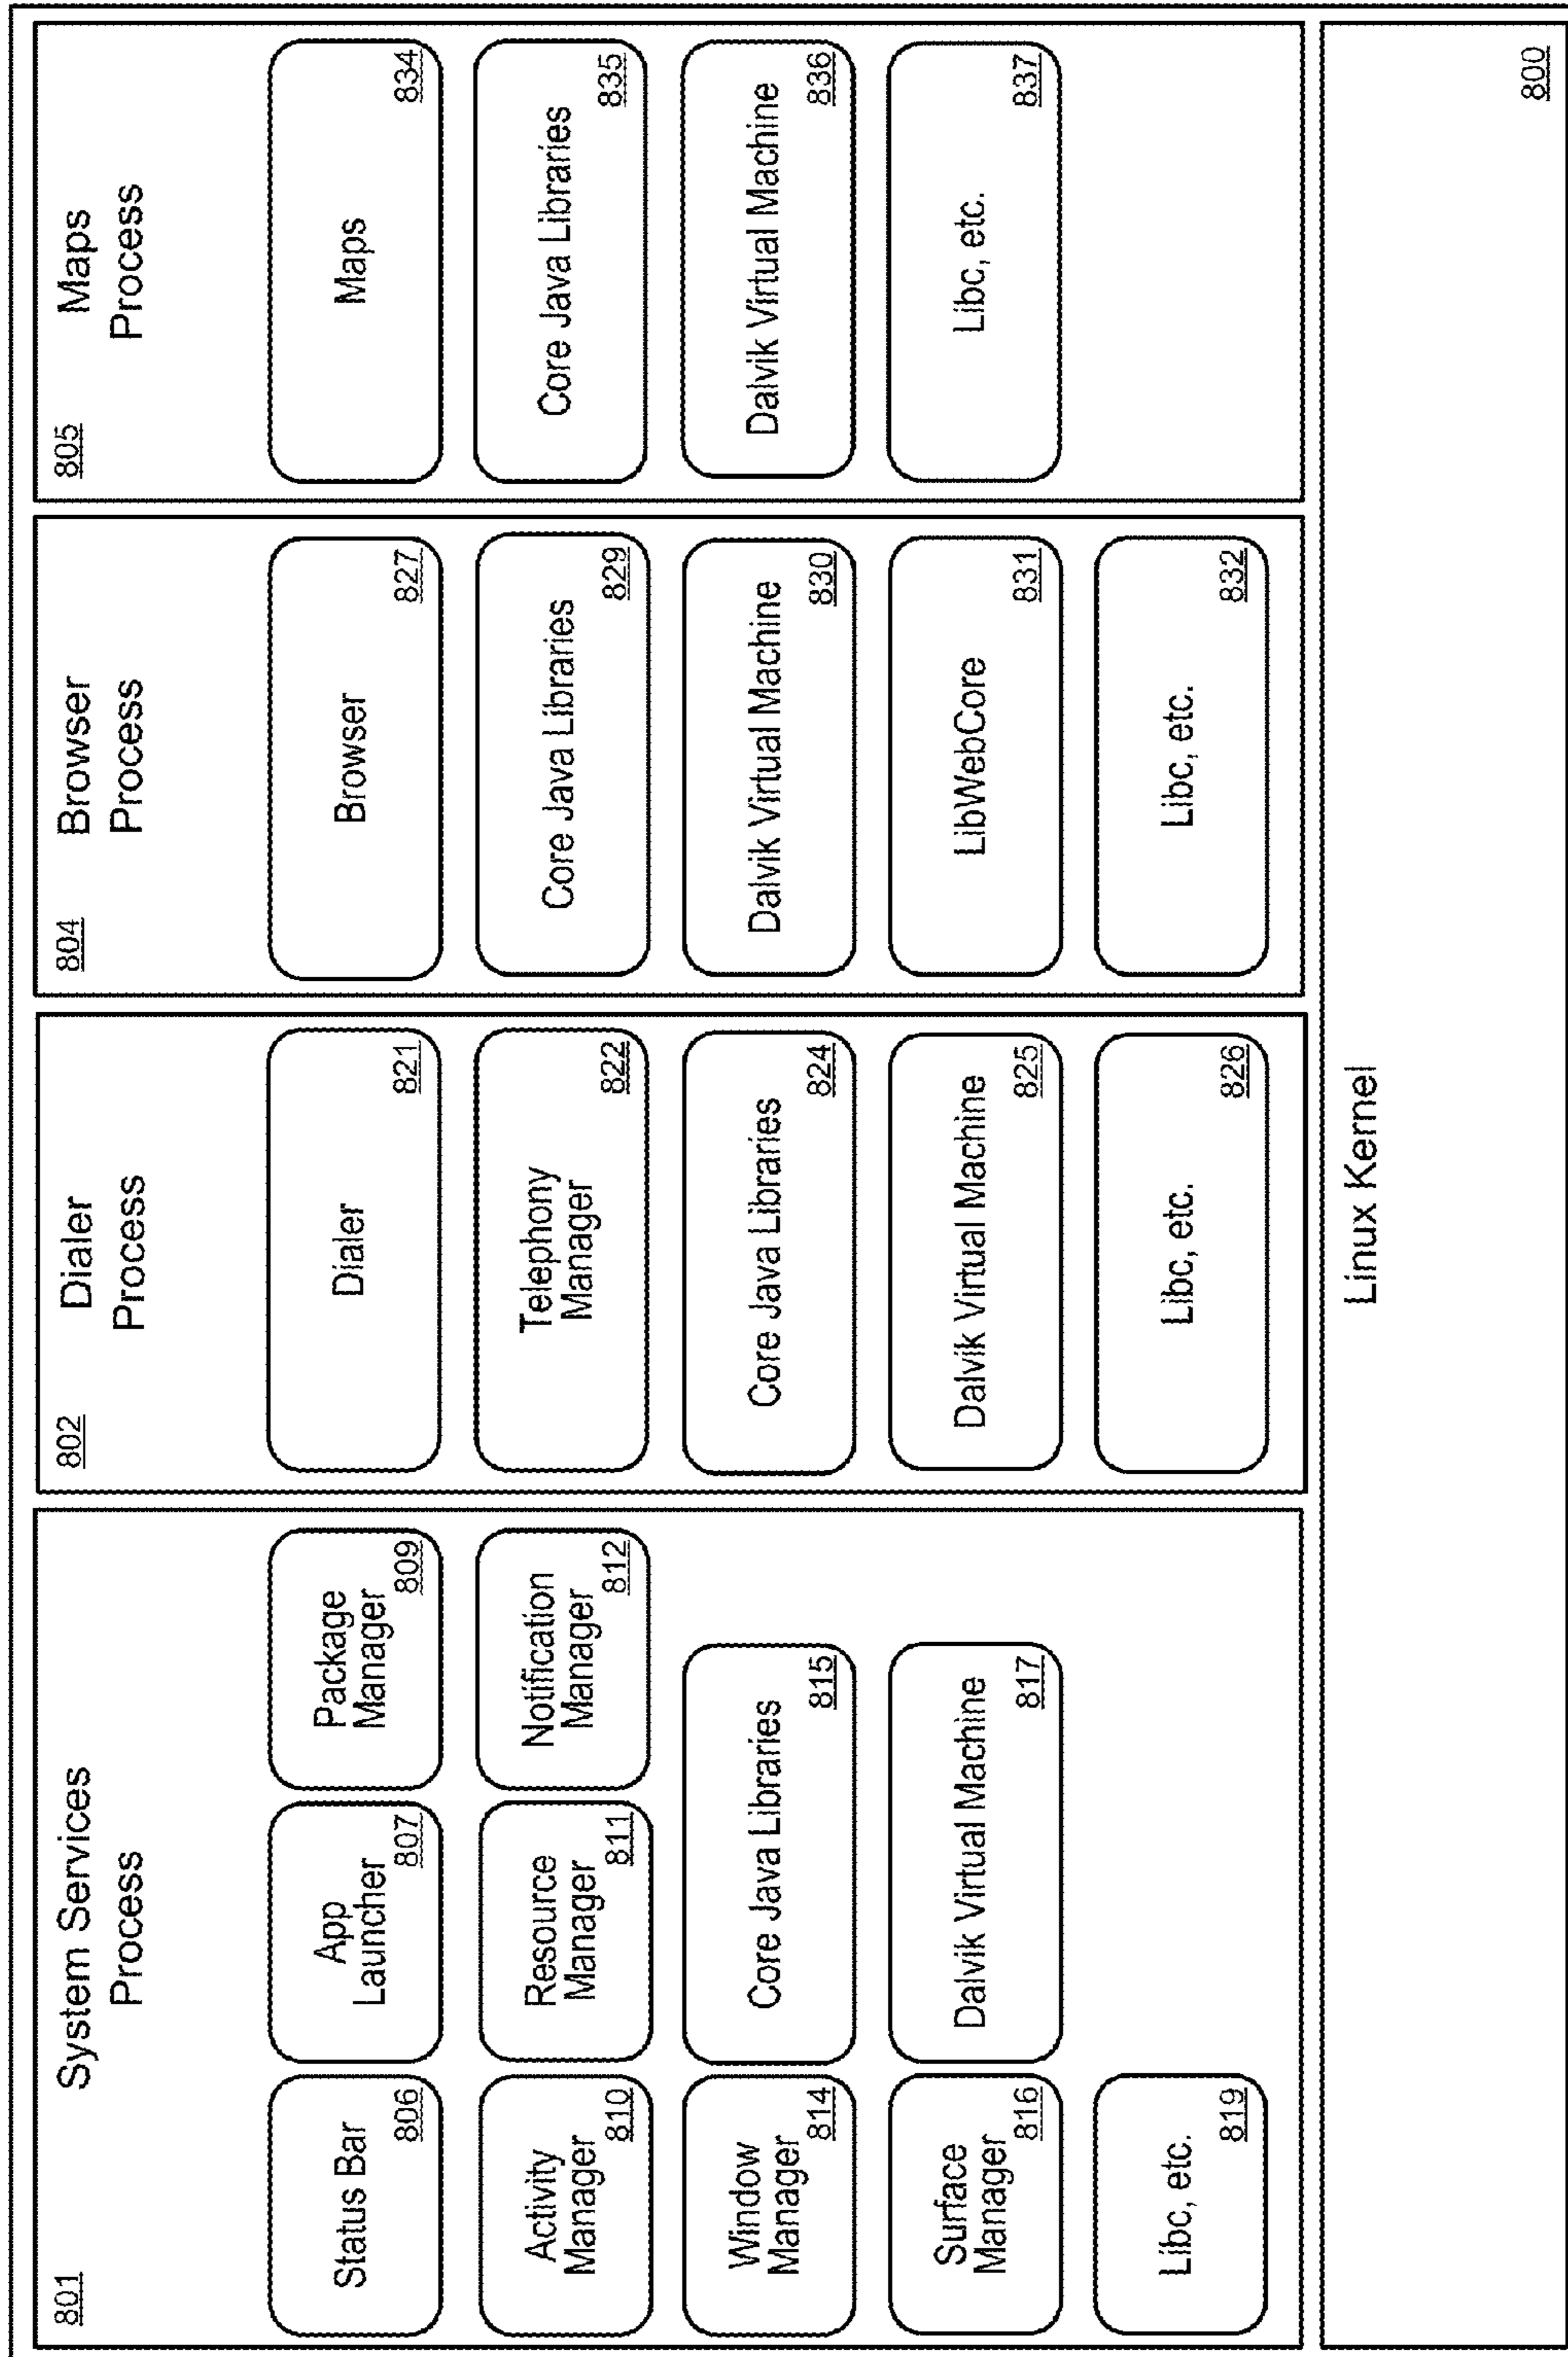 801
System Services
Process
Status Bar
806
App
Launcher
807
Package
Manager
809
Activity
Manager
810
Resource
Manager
811
Notification
Manager
812
Window
Manager
814
Core Java Libraries
815
Surface
Manager
816
Dalvik Virtual Machine
817
Libc, etc.
819
802
Dialer
Process
Dialer
821
Telephony
Manager
822
Core Java Libraries
824
Dalvik Virtual Machine
825
Libc, etc.
826
804
Browser
Process
Browser
827
Core Java Libraries
829
Dalvik Virtual Machine
830
LibWebCore
831
Libc, etc.
832
805
Maps
Process
Maps
834
Core Java Libraries
835
Dalvik Virtual Machine
836
Libc, etc.
837
Linux Kernel
800